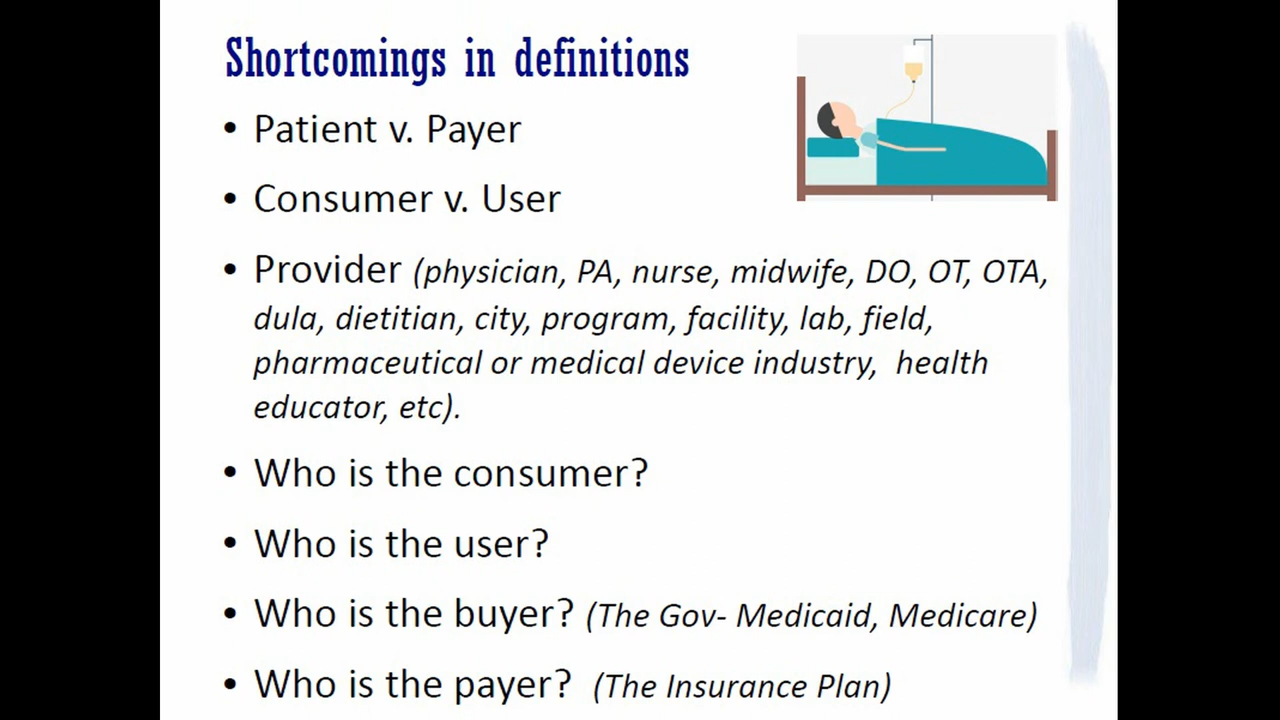 Shortcomings in definitions
• Patient v. Payer
• Consumer v. User
• Provider (physician, PA, nurse, midwife, DO, OT, OTA,
dula, dietitian, city, program, facility, lab, field,
pharmaceutical or medical device industry, health
educator, etc).
• Who is the consumer?
• Who is the user?
• Who is the buyer? (The Gov- Medicaid, Medicare)
• Who is the payer? (The Insurance Plan)